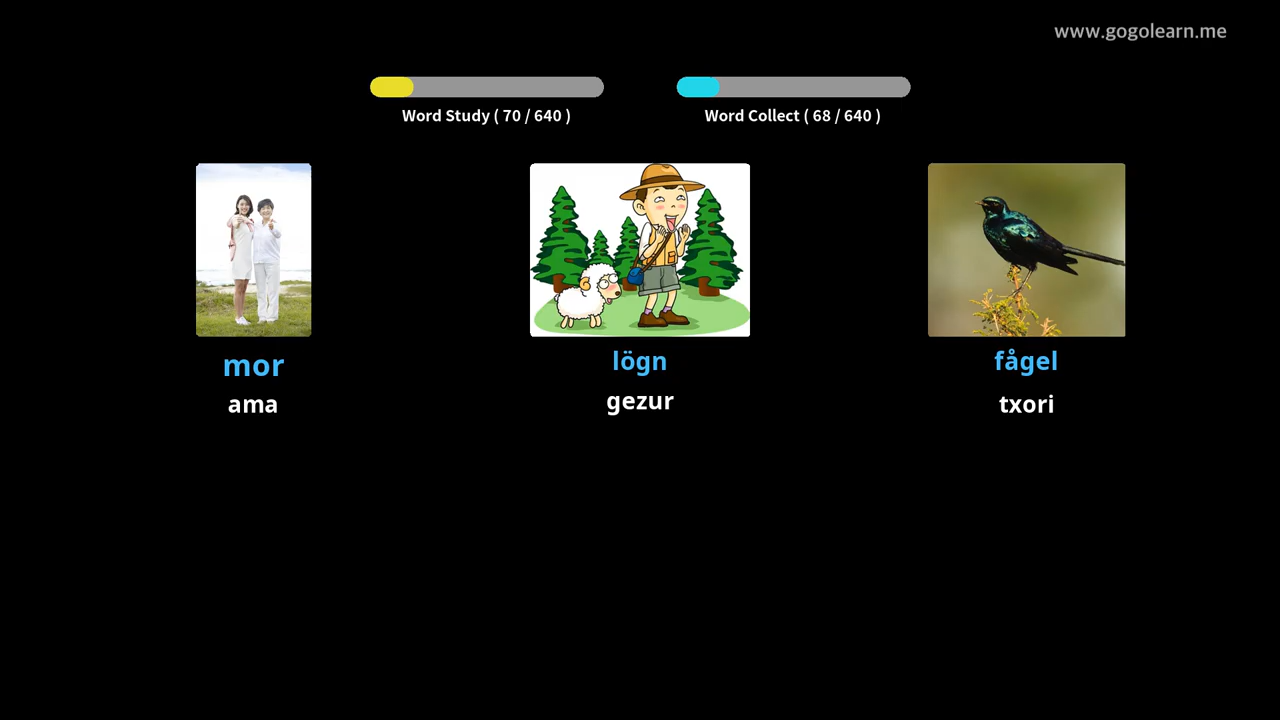 www.gogolearn.me
Word Study ( 70 / 640 )
Word Collect ( 68 / 640 )
mor
ama
lögn
gezur
fågel
txori